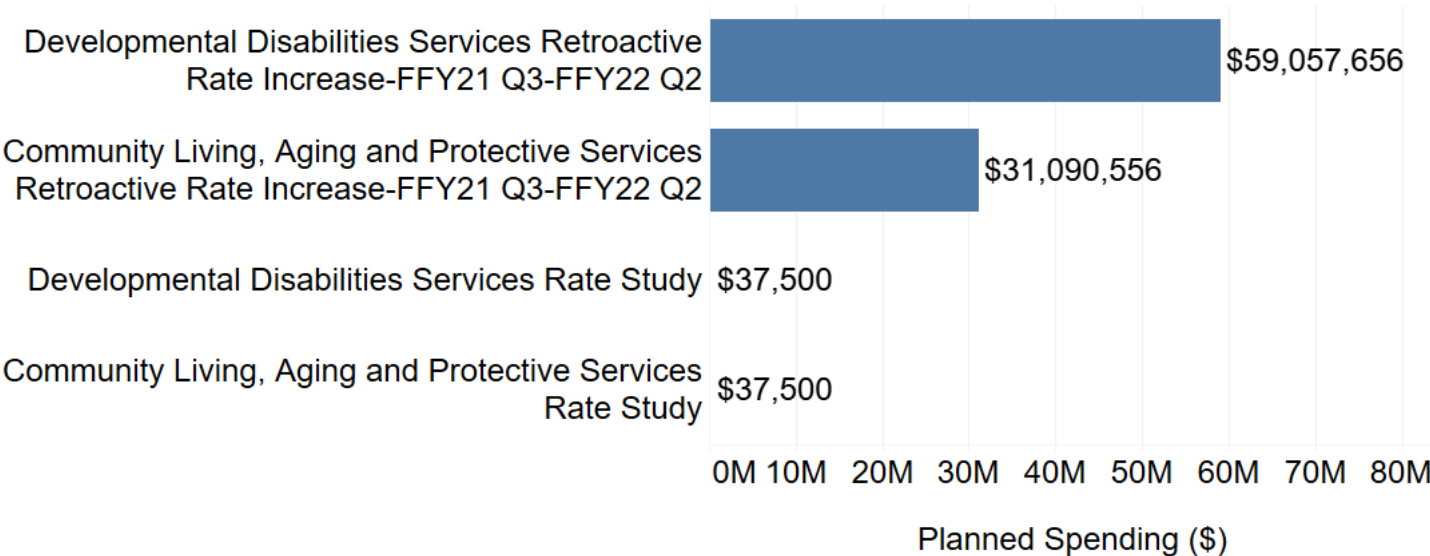 Developmental Disabilities Services Retroactive
Rate Increase-FFY21 Q3-FFY22 Q2
$59,057,656
Community Living, Aging and Protective Services
Retroactive Rate Increase-FFY21 Q3-FFY22 Q2
$31,090,556
Developmental Disabilities Services Rate Study
$37,500
Community Living, Aging and Protective Services
Rate Study
$37,500
0M 10M 20M 30M 40M 50M 60M 70M 80M
Planned Spending ($)